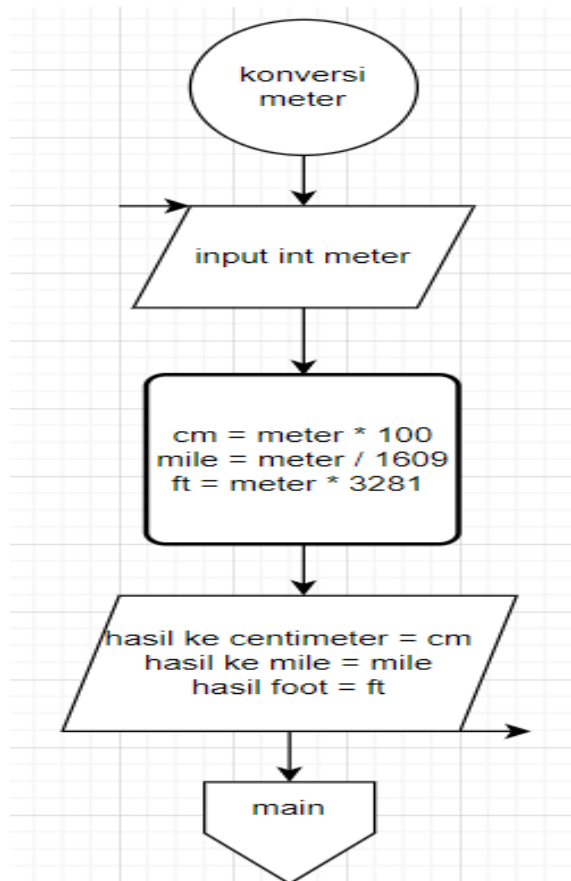 konversi
meter
input int meter
cm = meter * 100
mile = meter / 1609
ft = meter * 3281
hasil ke centimeter = cm
hasil ke mile = mile
hasil foot = ft
main